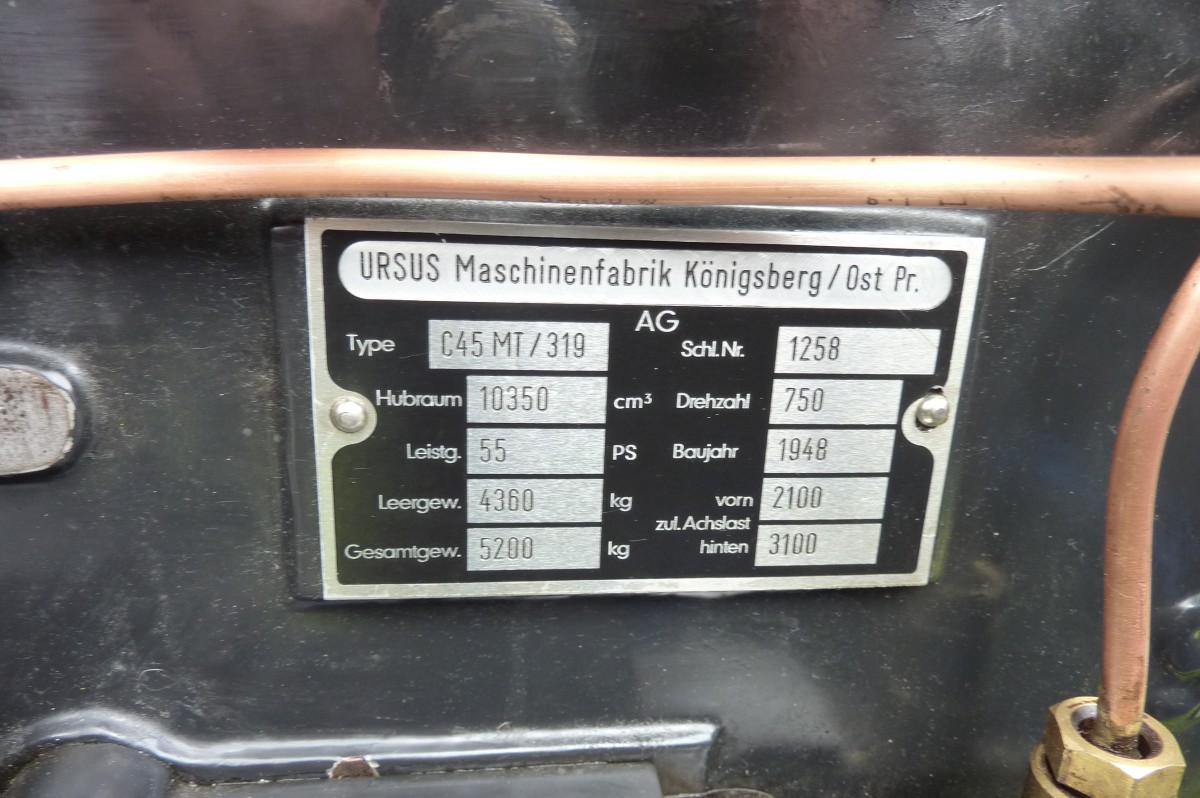 URSUS Maschinenfabrik Königsberg/Ost Pr.
AG
Type C45 MT/319 Schl.Nr. 1258
Hubraum 10350 cm³ Drehzahl 750
Leistg. 55 PS Baujahr 1948
Leergew. 4360 kg vorn 2100
zul. Achslast
Gesamtgew. 5200 kg hinten 3100